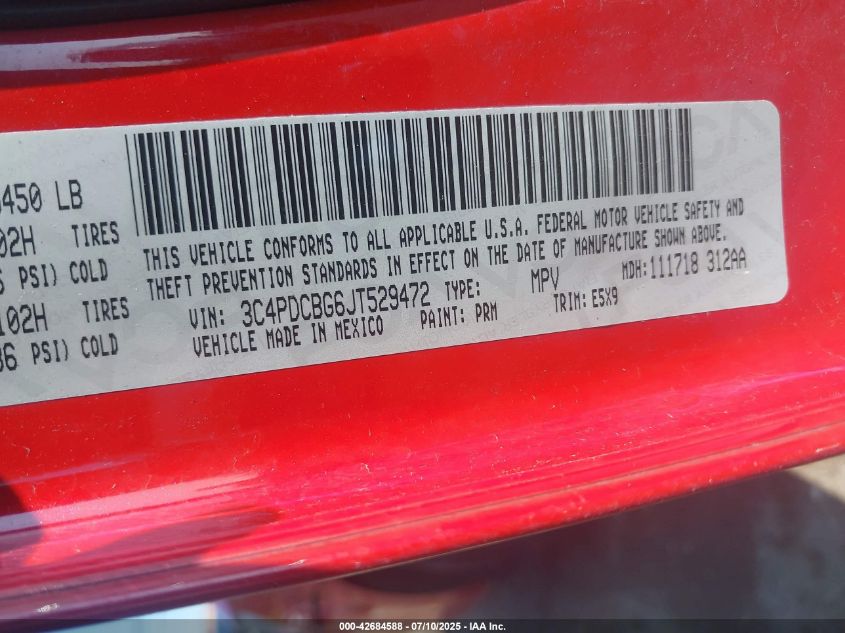 450 LB
02H TIRES
PSI) COLD
102H TIRES
PSI) COLD
THIS VEHICLE CONFORMS TO ALL APPLICABLE U.S.A. FEDERAL MOTOR VEHICLE SAFETY AND
THEFT PREVENTION STANDARDS IN EFFECT ON THE DATE OF MANUFACTURE SHOWN ABOVE.
VIN: 3C4PDCBG6JT529472 TYPE: MPV MDH:111718 312AA
VEHICLE MADE IN MEXICO PAINT: PRM TRIM: E5X9
000-42684588 - 07/10/2025 - IAA Inc.